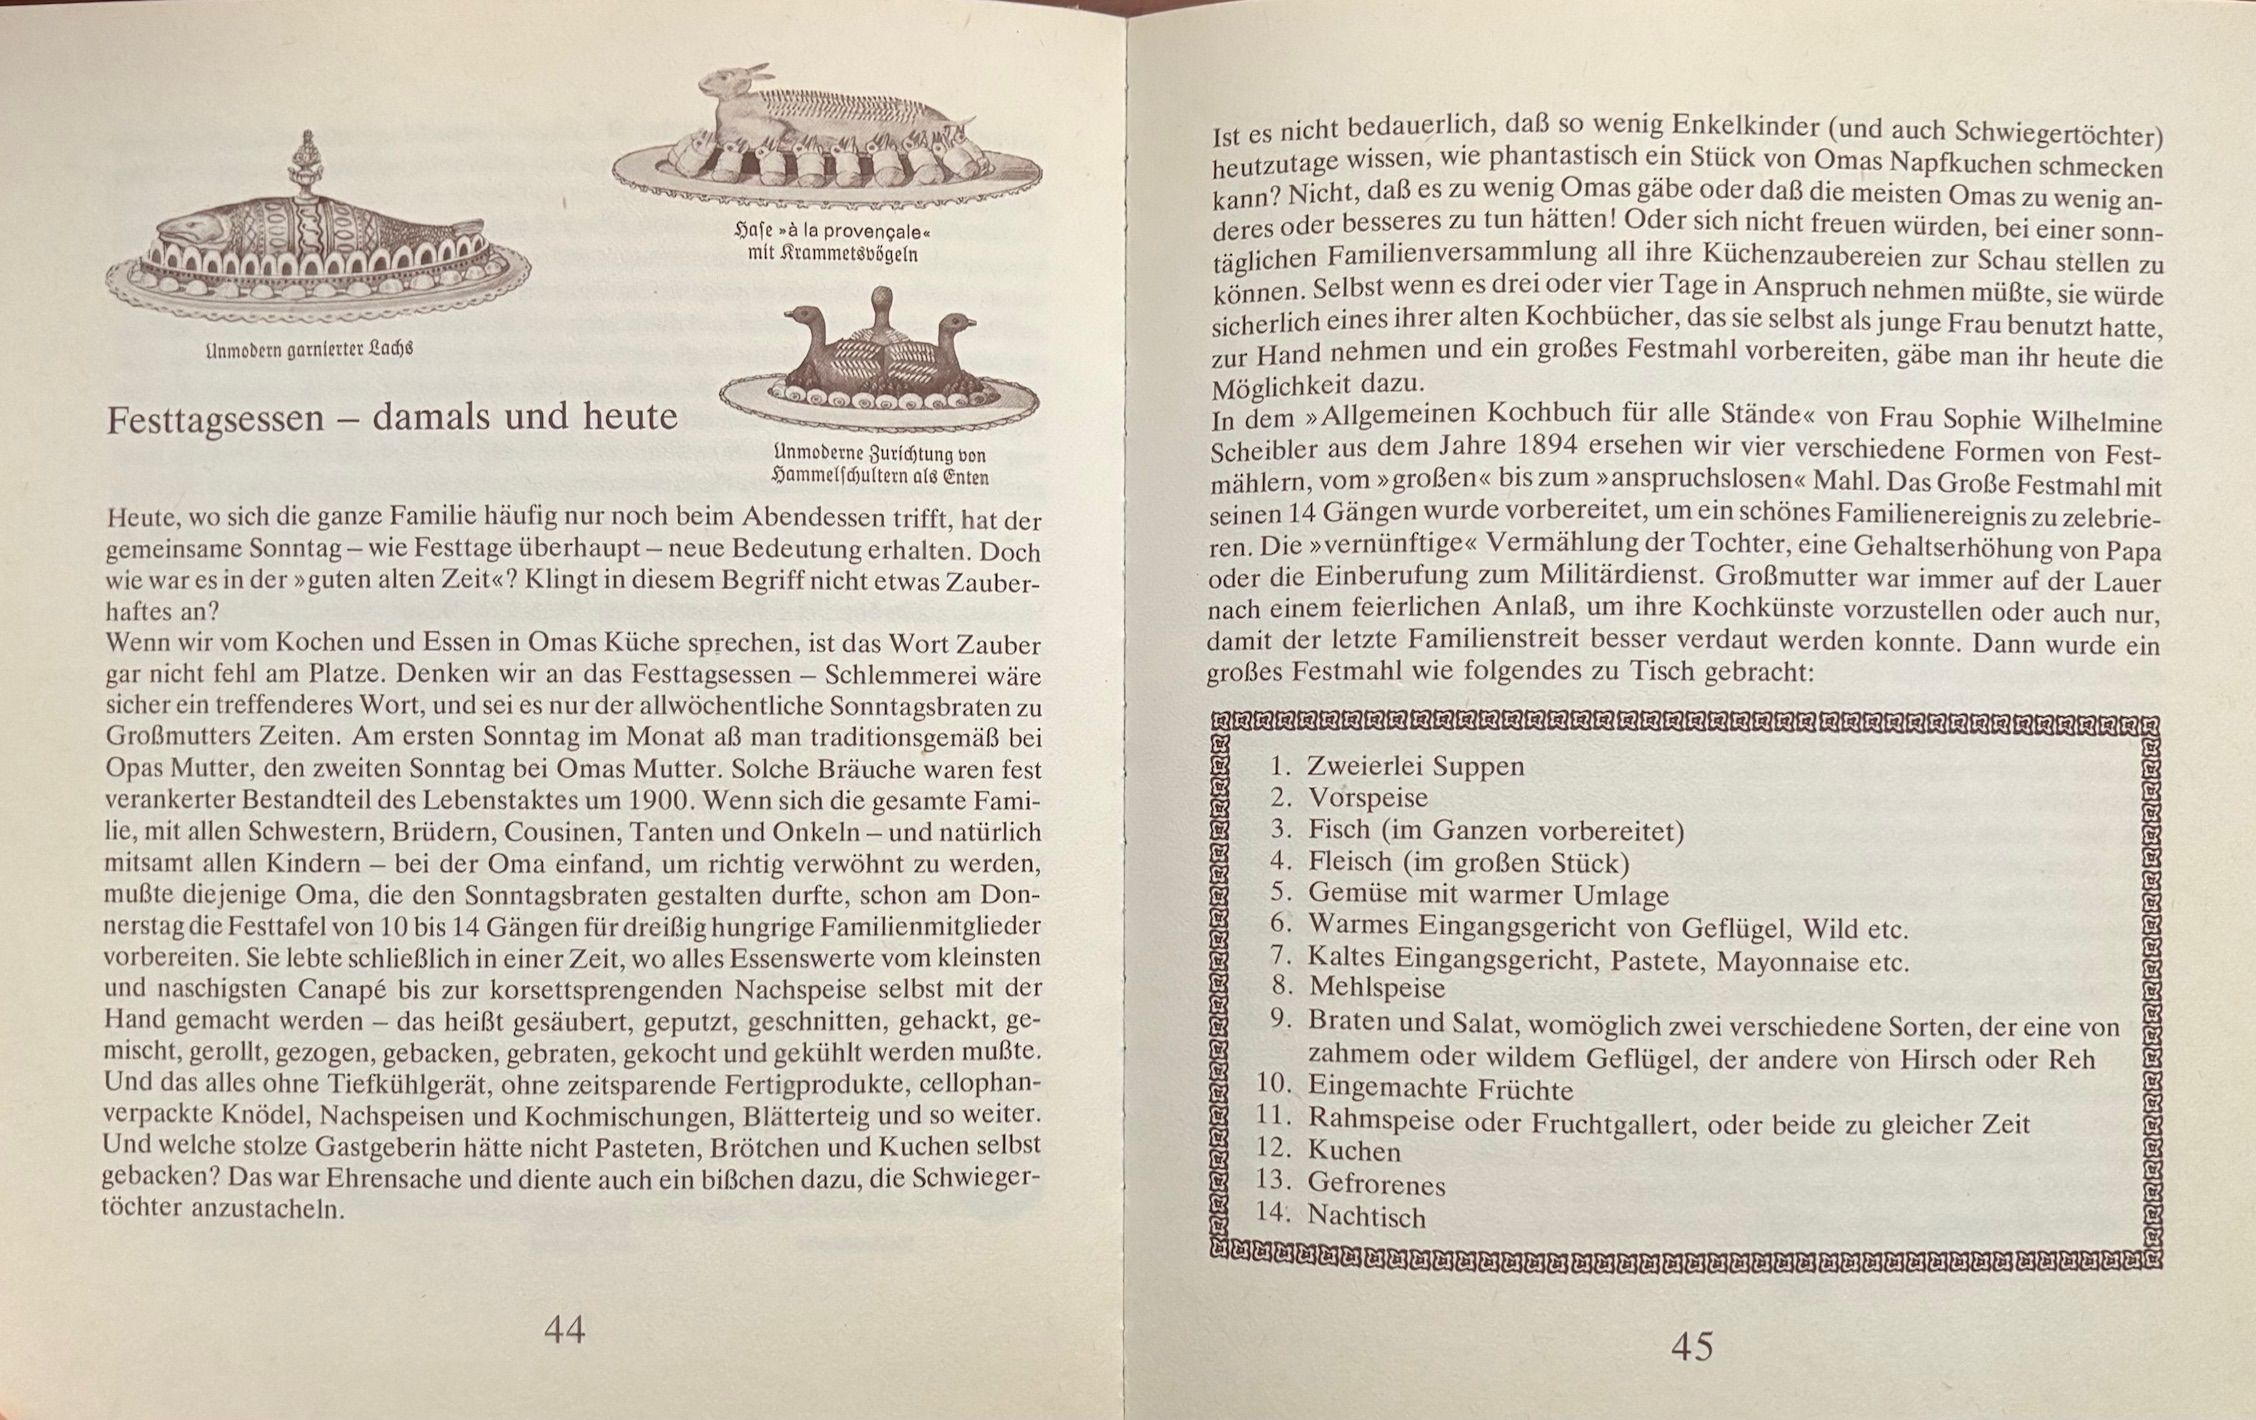 Hase »à la provençale«
mit Krammetsvögeln
Unmodern garnierter Lachs
Unmoderne Zurichtung von
Hammelschultern als Enten
Festtagsessen – damals und heute
Heute, wo sich die ganze Familie häufig nur noch beim Abendessen trifft, hat der
gemeinsame Sonntag – wie Festtage überhaupt – neue Bedeutung erhalten. Doch
wie war es in der »guten alten Zeit«? Klingt in diesem Begriff nicht etwas Zauber-
haftes an?
Wenn wir vom Kochen und Essen in Omas Küche sprechen, ist das Wort Zauber
gar nicht fehl am Platze. Denken wir an das Festtagsessen – Schlemmerei wäre
sicher ein treffenderes Wort, und sei es nur der allwöchentliche Sonntagsbraten zu
Großmutters Zeiten. Am ersten Sonntag im Monat aß man traditionsgemäß bei
Opas Mutter, den zweiten Sonntag bei Omas Mutter. Solche Bräuche waren fest
verankerter Bestandteil des Lebenstaktes um 1900. Wenn sich die gesamte Fami-
lie, mit allen Schwestern, Brüdern, Cousinen, Tanten und Onkeln – und natürlich
mitsamt allen Kindern – bei der Oma einfand, um richtig verwöhnt zu werden,
mußte diejenige Oma, die den Sonntagsbraten gestalten durfte, schon am Don-
nerstag die Festtafel von 10 bis 14 Gängen für dreißig hungrige Familienmitglieder
vorbereiten. Sie lebte schließlich in einer Zeit, wo alles Essenswerte vom kleinsten
und naschigsten Canapé bis zur korsettsprengenden Nachspeise selbst mit der
Hand gemacht werden – das heißt gesäubert, geputzt, geschnitten, gehackt, ge-
mischt, gerollt, gezogen, gebacken, gebraten, gekocht und gekühlt werden mußte.
Und das alles ohne Tiefkühlgerät, ohne zeitsparende Fertigprodukte, cellophan-
verpackte Knödel, Nachspeisen und Kochmischungen, Blätterteig und so weiter.
Und welche stolze Gastgeberin hätte nicht Pasteten, Brötchen und Kuchen selbst
gebacken? Das war Ehrensache und diente auch ein bißchen dazu, die Schwieger-
töchter anzustacheln.
44
Ist es nicht bedauerlich, daß so wenig Enkelkinder (und auch Schwiegertöchter)
heutzutage wissen, wie phantastisch ein Stück von Omas Napfkuchen schmecken
kann? Nicht, daß es zu wenig Omas gäbe oder daß die meisten Omas zu wenig an-
deres oder besseres zu tun hätten! Oder sich nicht freuen würden, bei einer sonn-
täglichen Familienversammlung all ihre Küchenzaubereien zur Schau stellen zu
können. Selbst wenn es drei oder vier Tage in Anspruch nehmen müßte, sie würde
sicherlich eines ihrer alten Kochbücher, das sie selbst als junge Frau benutzt hatte,
zur Hand nehmen und ein großes Festmahl vorbereiten, gäbe man ihr heute die
Möglichkeit dazu.
In dem »Allgemeinen Kochbuch für alle Stände« von Frau Sophie Wilhelmine
Scheibler aus dem Jahre 1894 ersehen wir vier verschiedene Formen von Fest-
mählern, vom »großen« bis zum »anspruchslosen« Mahl. Das Große Festmahl mit
seinen 14 Gängen wurde vorbereitet, um ein schönes Familienereignis zu zelebrie-
ren. Die »vernünftige« Vermählung der Tochter, eine Gehaltserhöhung von Papa
oder die Einberufung zum Militärdienst. Großmutter war immer auf der Lauer
nach einem feierlichen Anlaß, um ihre Kochkünste vorzustellen oder auch nur,
damit der letzte Familienstreit besser verdaut werden konnte. Dann wurde ein
großes Festmahl wie folgendes zu Tisch gebracht:
1. Zweierlei Suppen
2. Vorspeise
3. Fisch (im Ganzen vorbereitet)
4. Fleisch (im großen Stück)
5. Gemüse mit warmer Umlage
6. Warmes Eingangsgericht von Geflügel, Wild etc.
7. Kaltes Eingangsgericht, Pastete, Mayonnaise etc.
8. Mehlspeise
9. Braten und Salat, womöglich zwei verschiedene Sorten, der eine von
zahmem oder wildem Geflügel, der andere von Hirsch oder Reh
10. Eingemachte Früchte
11. Rahmspeise oder Fruchtgallert, oder beide zu gleicher Zeit
12. Kuchen
13. Gefrorenes
14. Nachtisch
45